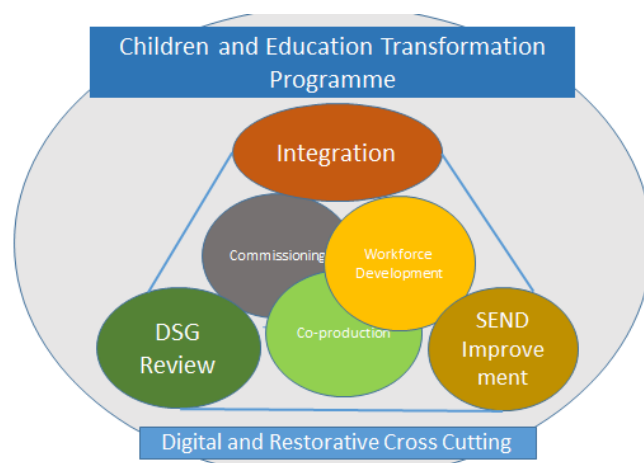 Children and Education Transformation
Programme
Integration
Commissioning
Workforce
Development
Co-production
DSG
Review
SEND
Improve
ment
Digital and Restorative Cross Cutting